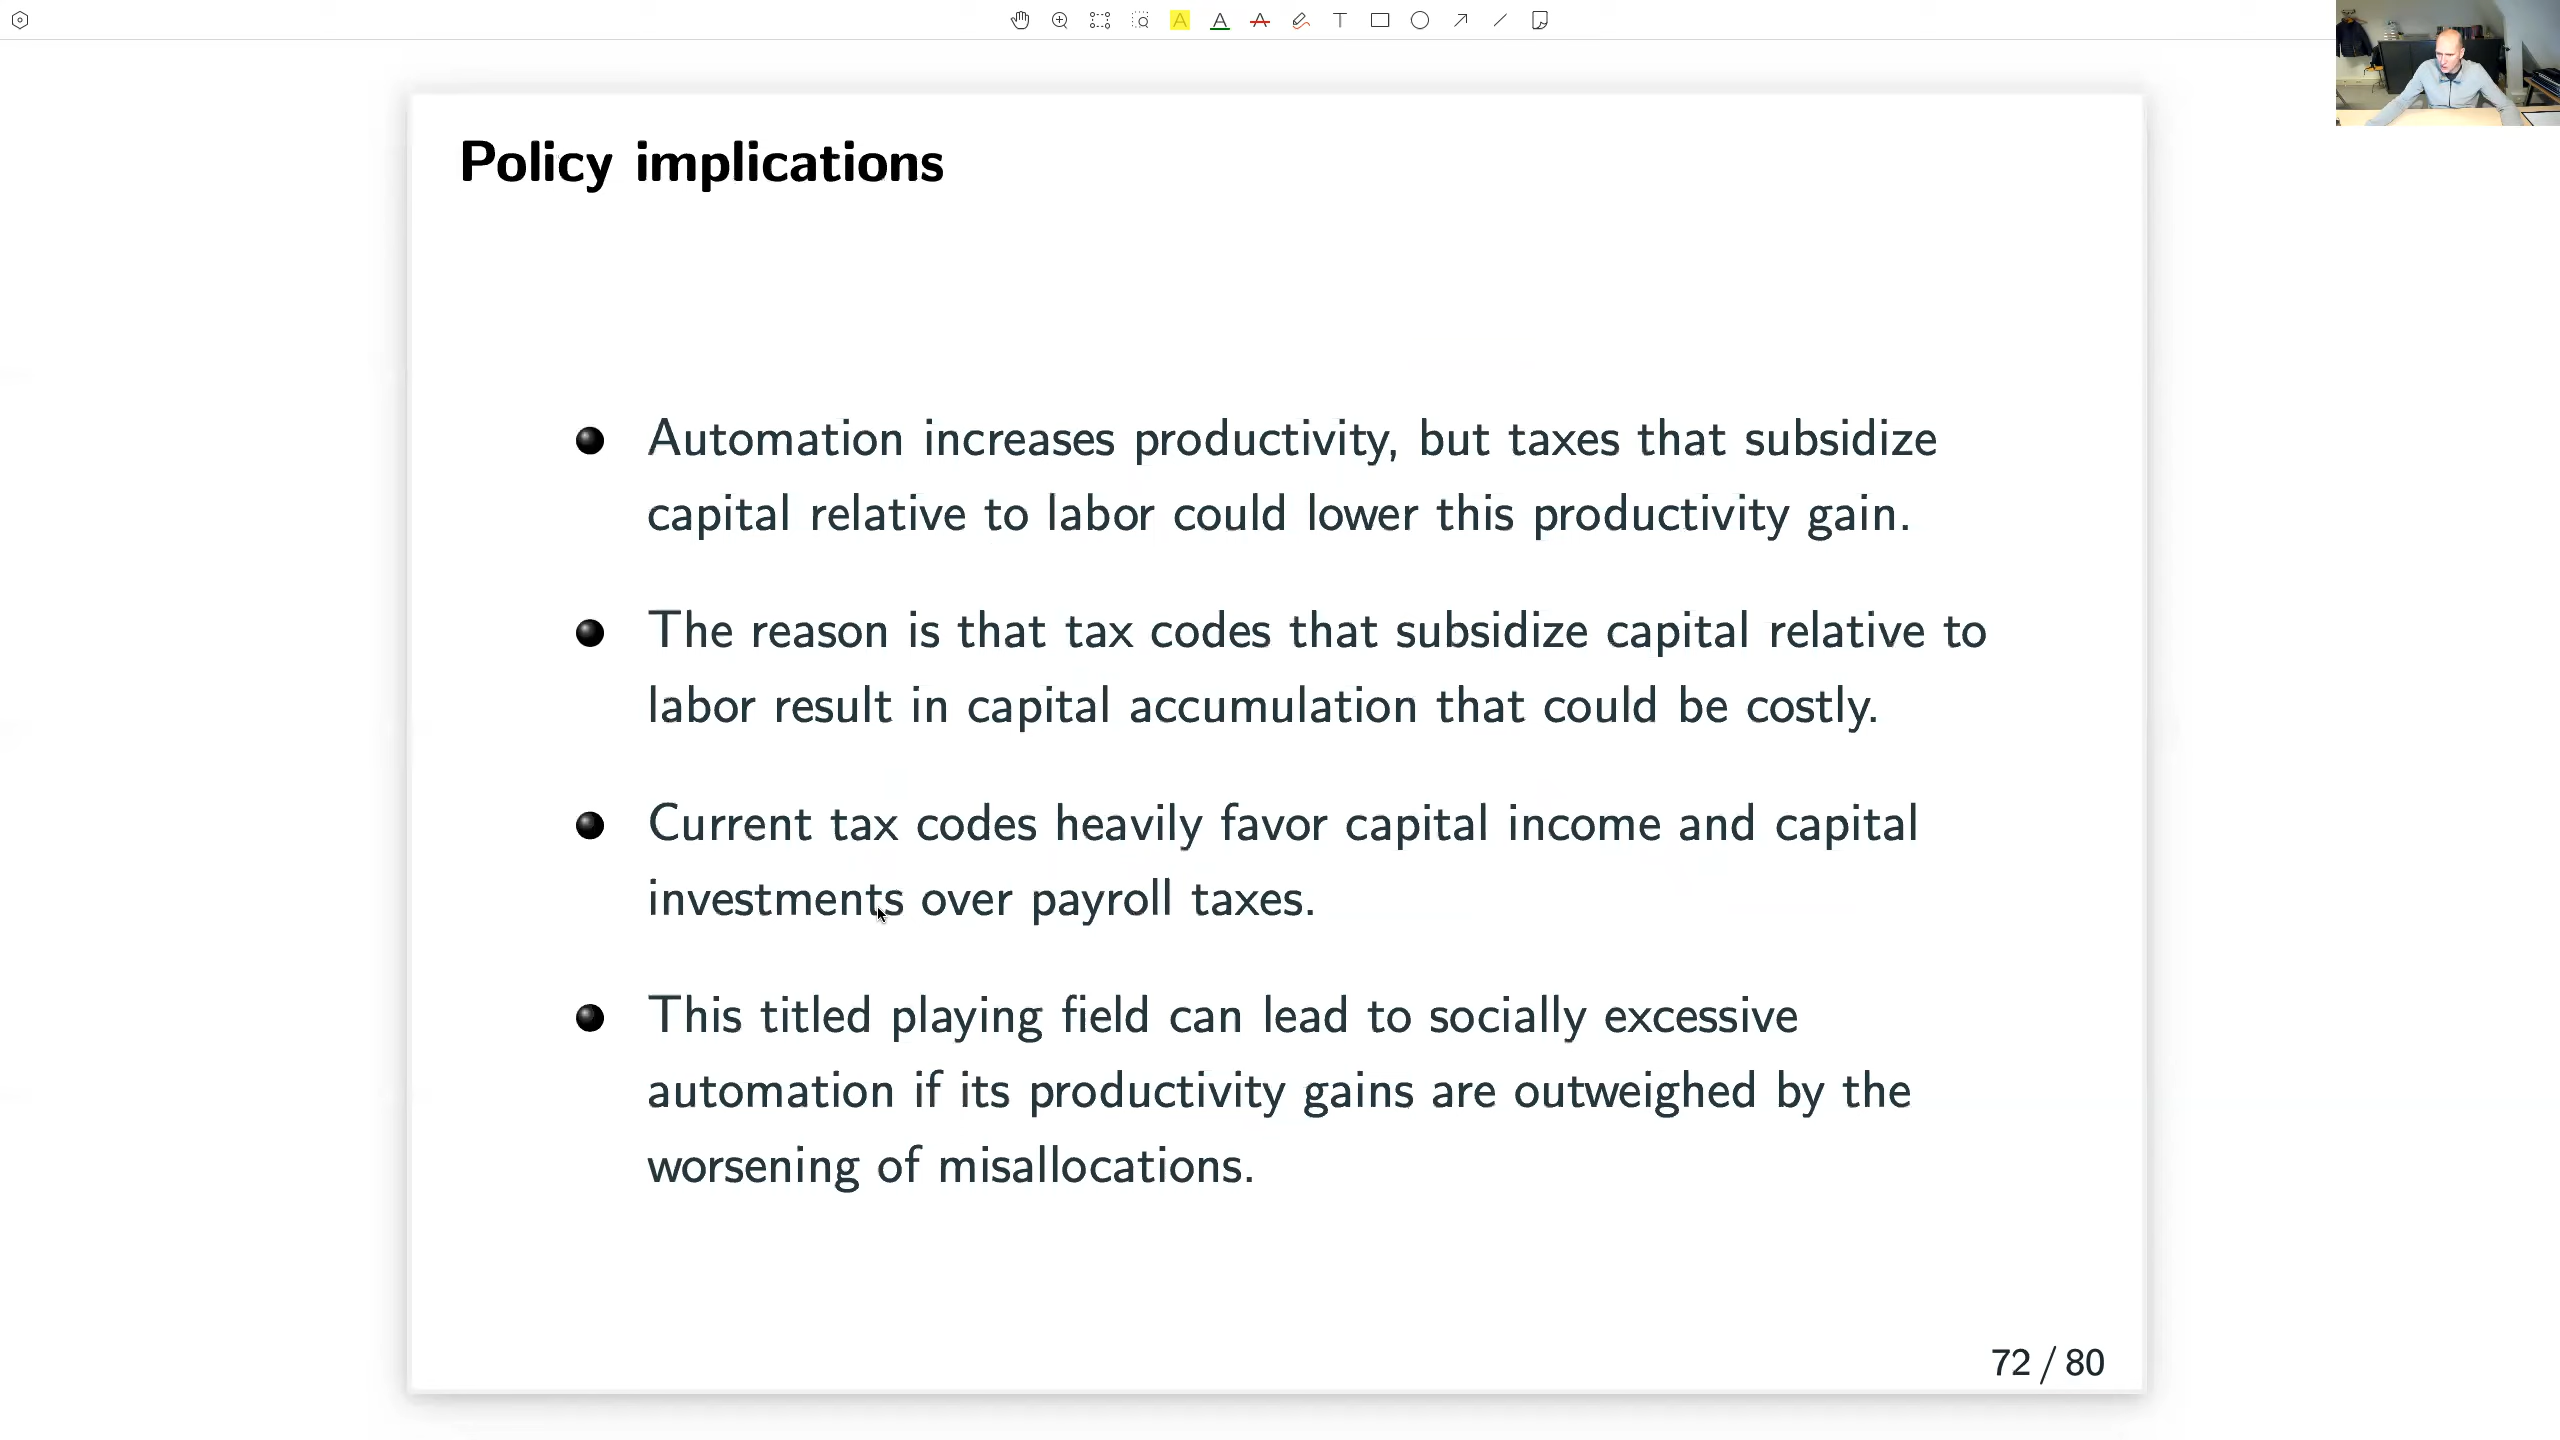 Policy implications
Automation increases productivity, but taxes that subsidize
capital relative to labor could lower this productivity gain.
The reason is that tax codes that subsidize capital relative to
labor result in capital accumulation that could be costly.
Current tax codes heavily favor capital income and capital
investments over payroll taxes.
This titled playing field can lead to socially excessive
automation if its productivity gains are outweighed by the
worsening of misallocations.
72 / 80